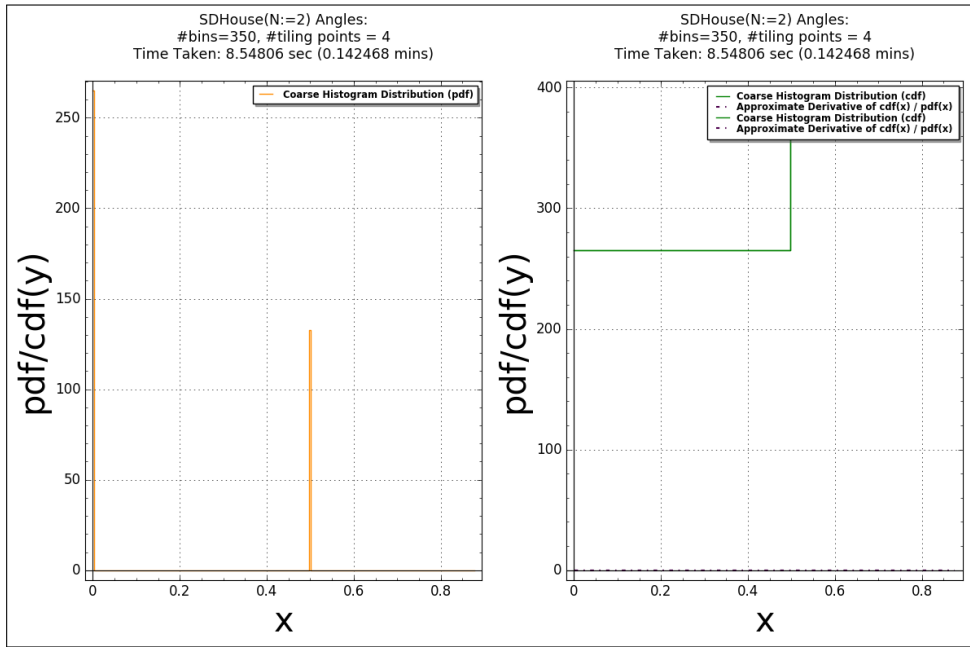 SDHouse(N:=2) Angles:
#bins=350, #tiling points = 4
Time Taken: 8.54806 sec (0.142468 mins)
Coarse Histogram Distribution (pdf)
250
200
150
100
50
0
pdf/cdf(y)
0 0.2 0.4 0.6 0.8
x
SDHouse(N:=2) Angles:
#bins=350, #tiling points = 4
Time Taken: 8.54806 sec (0.142468 mins)
Coarse Histogram Distribution (cdf)
Approximate Derivative of cdf(x) / pdf(x)
Coarse Histogram Distribution (cdf)
Approximate Derivative of cdf(x) / pdf(x)
400
300
200
100
0
pdf/cdf(y)
0 0.2 0.4 0.6 0.8
x